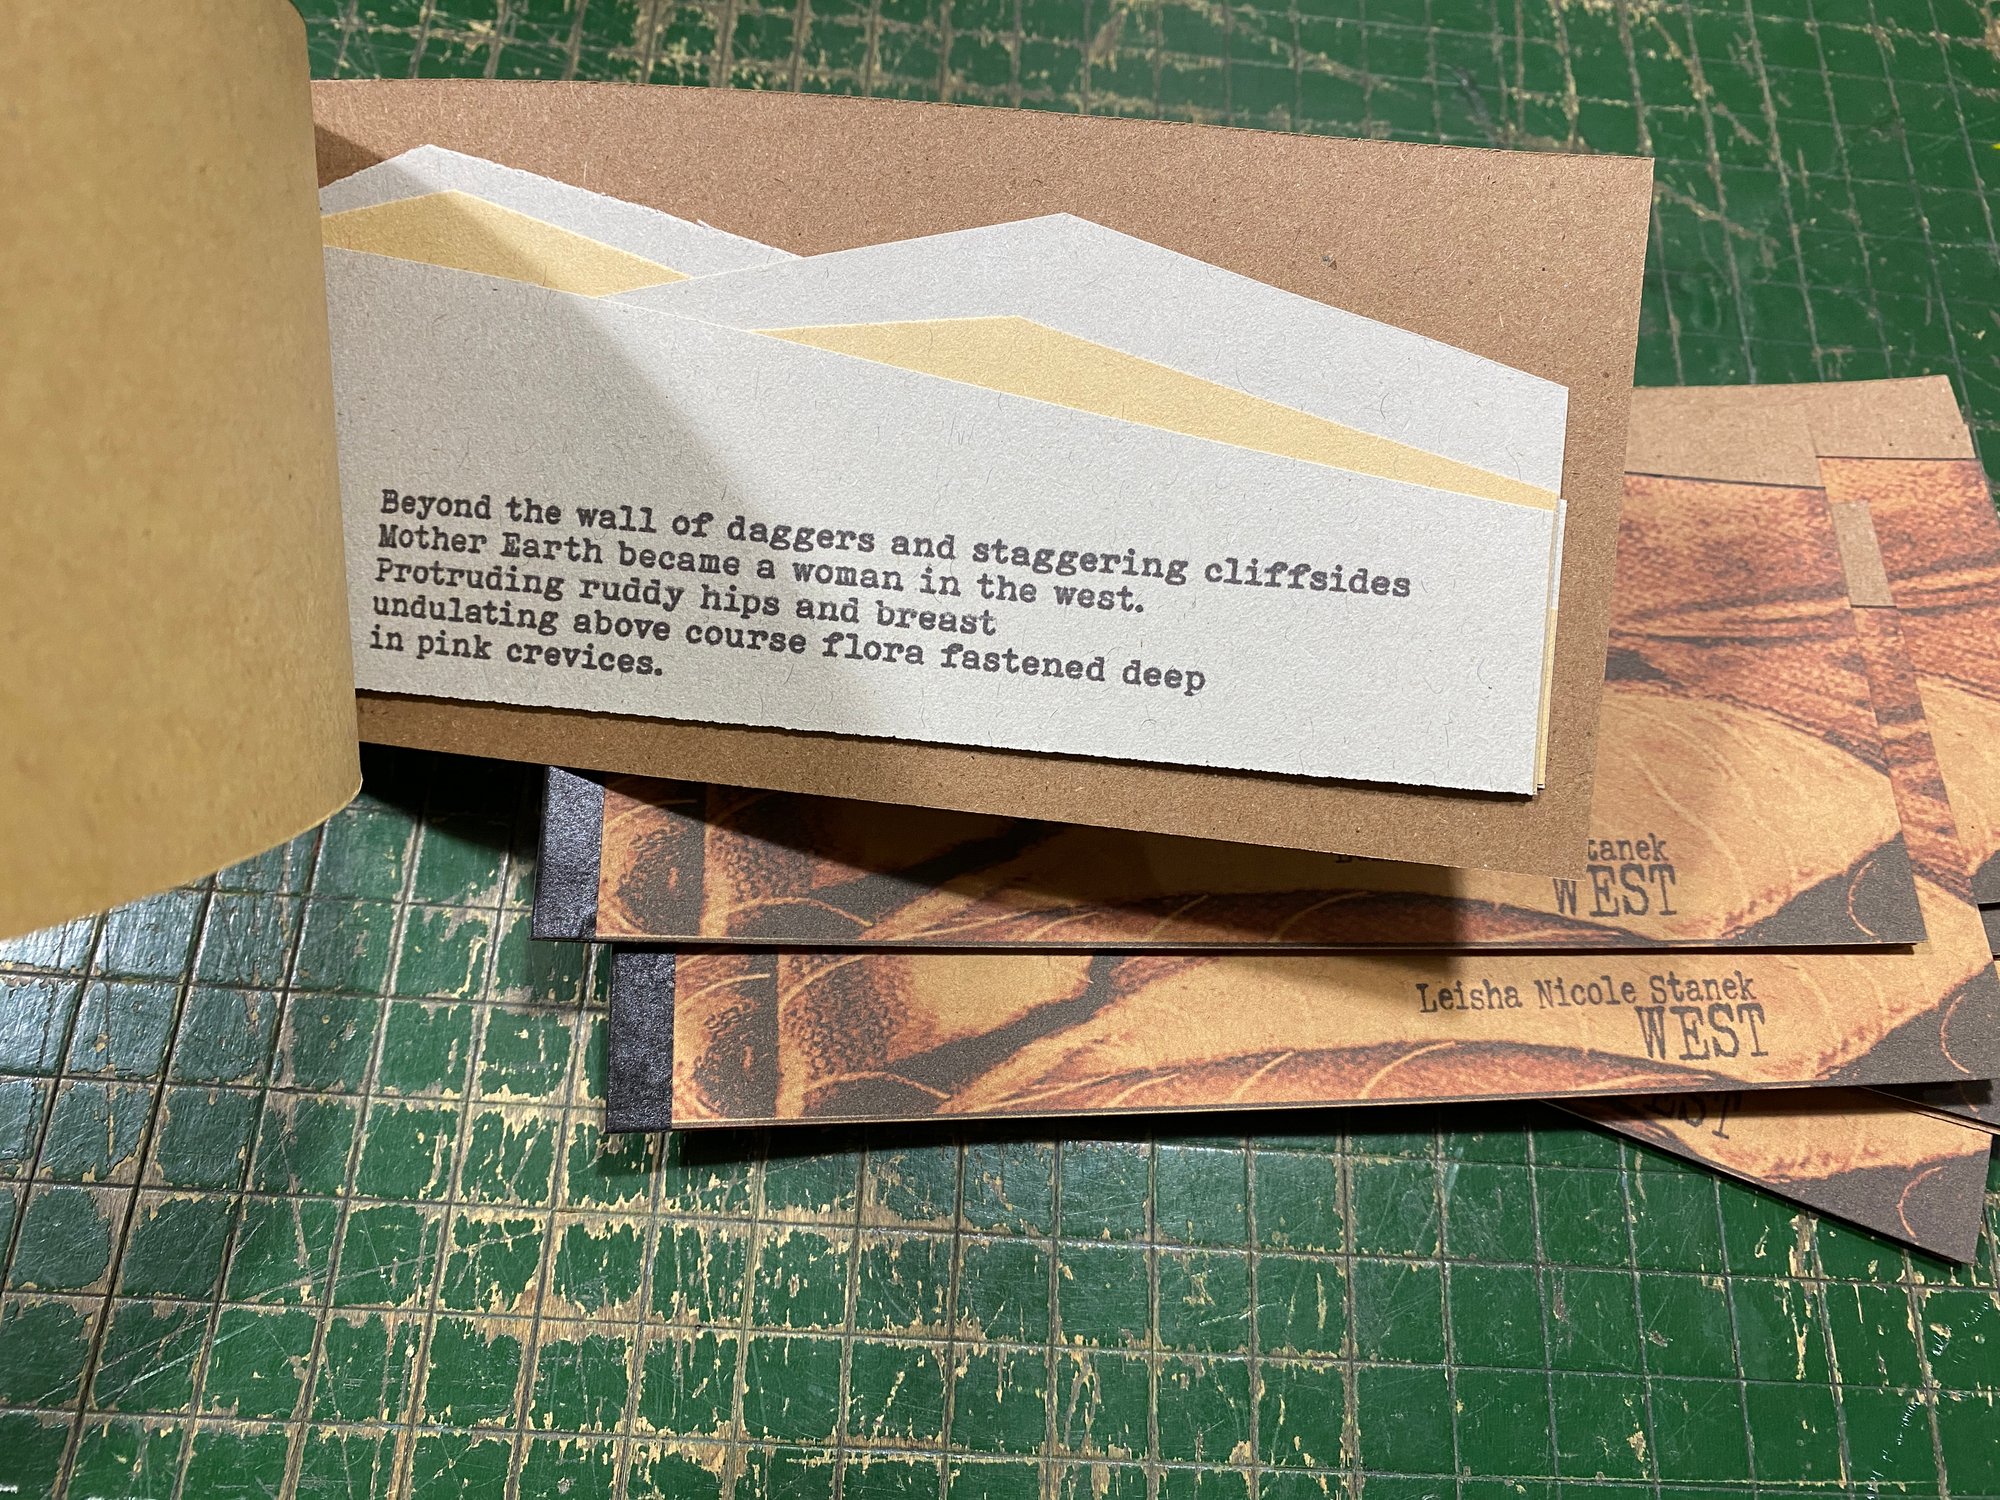 Beyond the wall of daggers and staggering cliffsides
Mother Earth became a woman in the west.
Protruding ruddy hips and breast
undulating above course flora fastened deep
in pink crevices.
tanek
WEST
Leisha Nicole Stanek
WEST
EST